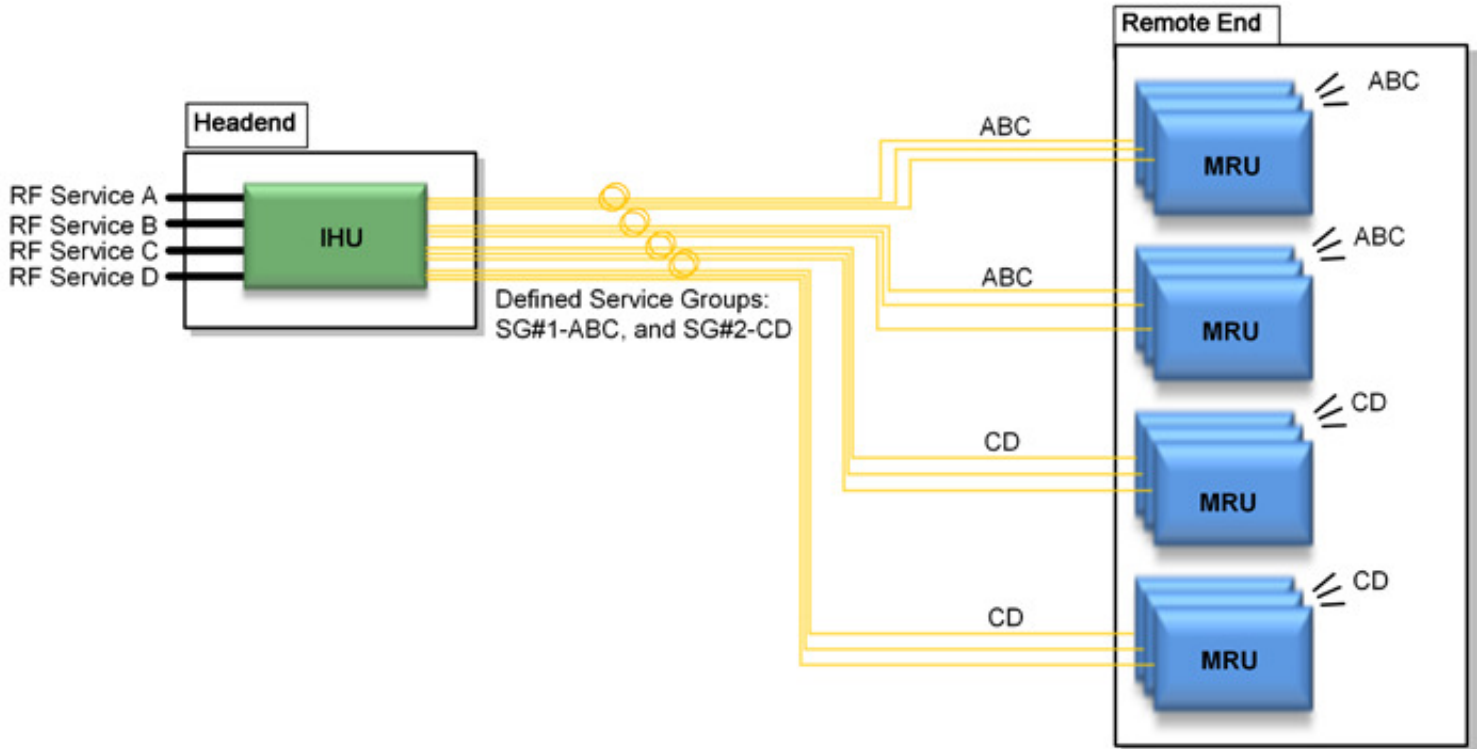 Remote End
ABC
Headend
ABC
MRU
RF Service A
RF Service B
RF Service C
RF Service D
IHU
ABC
ABC
Defined Service Groups:
SG#1-ABC, and SG#2-CD
MRU
CD
CD
MRU
CD
CD
MRU